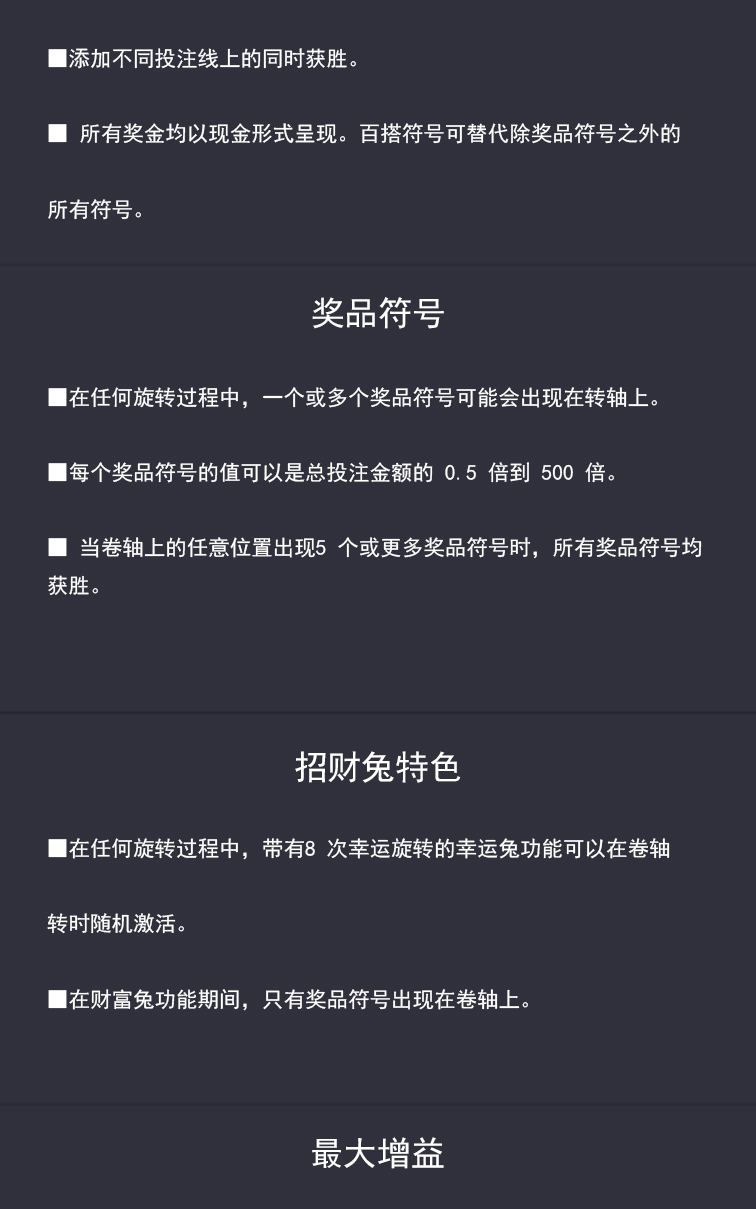 ■添加不同投注线上的同时获胜。
■ 所有奖金均以现金形式呈现。百搭符号可替代除奖品符号之外的
所有符号。
奖品符号
■在任何旋转过程中，一个或多个奖品符号可能会出现在转轴上。
■每个奖品符号的值可以是总投注金额的 0.5 倍到 500 倍。
■ 当卷轴上的任意位置出现5 个或更多奖品符号时，所有奖品符号均
获胜。
招财兔特色
■在任何旋转过程中，带有8 次幸运旋转的幸运兔功能可以在卷轴
转时随机激活。
■在财富兔功能期间，只有奖品符号出现在卷轴上。
最大增益